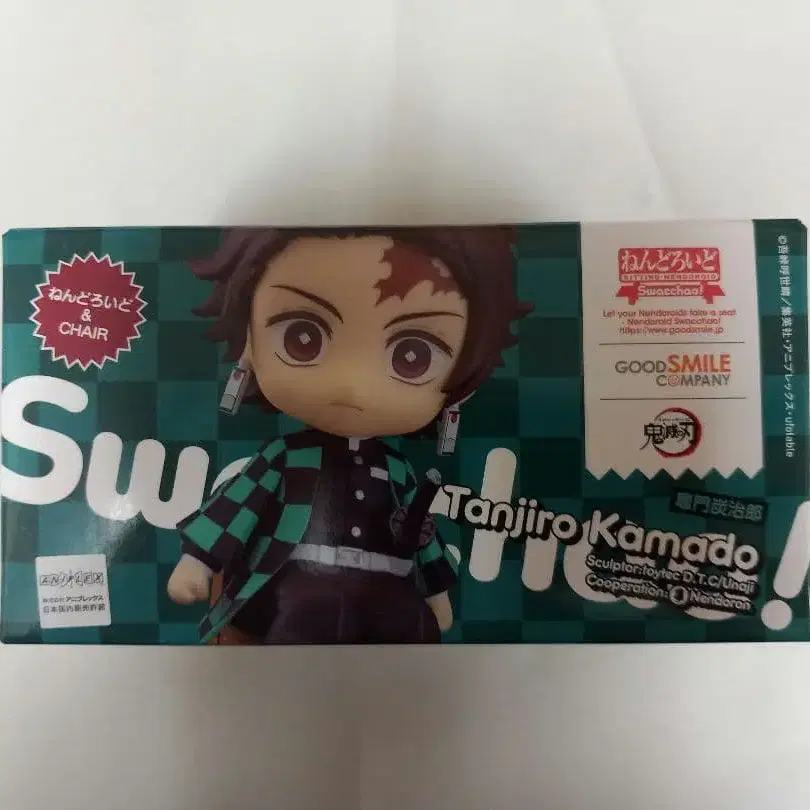 ねんどろいど
&
CHAIR
ねんどろいど
SITTING・NENDOROID
Swacchao!
Let your Nendoroids take a seat
- Nendoroid Swacchao!
https://www.goodsmile.jp
GOOD SMILE
COMPANY
鬼滅の刃
©吾峠呼世晴/集英社・アニプレックス・ufotable
Swacchao!
竈門炭治郎
Tanjiro Kamado
Sculptor:toytec D.T.C/Unaji
Cooperation: Nendoron
ANIPLEX
株式会社 アニプレックス
日本国内販売許諾